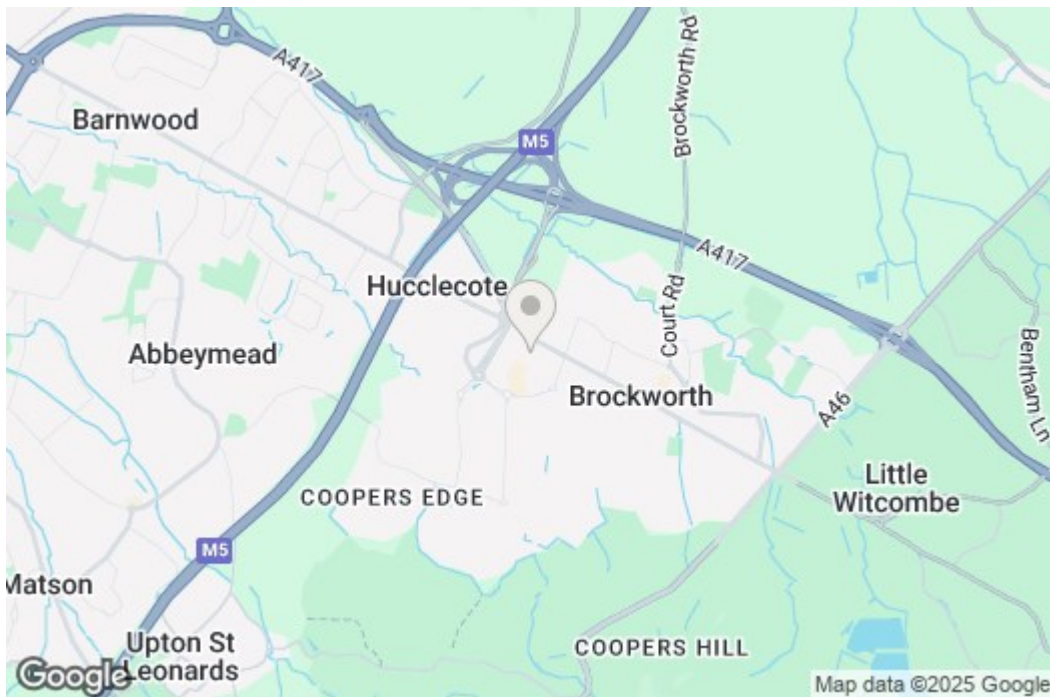 A417
Brockworth Rd
Barnwood
M5
A417
Hucclecote
Court Rd
Abbeymead
Bentham Ln
Brockworth
A46
Little
Witcombe
COOPERS EDGE
M5
Matson
Upton St
Leonards
COOPERS HILL
Google
Map data ©2025 Google